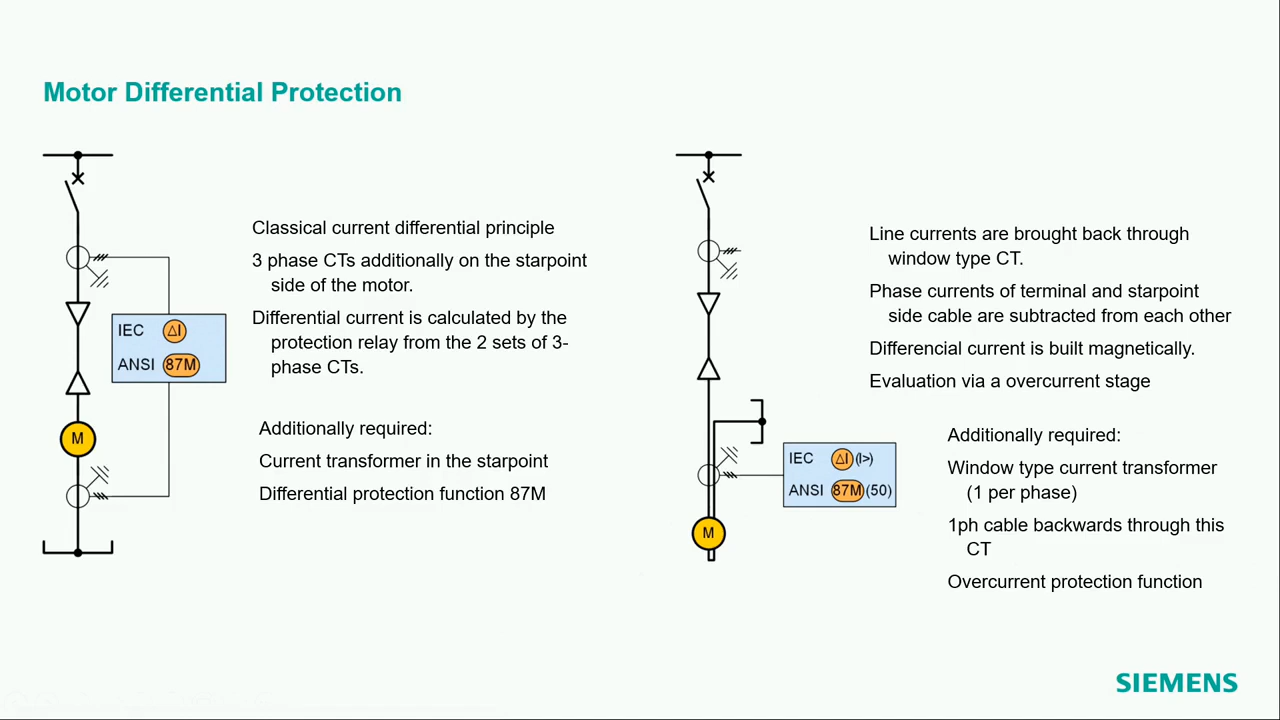 Motor Differential Protection
Classical current differential principle
3 phase CTs additionally on the starpoint
side of the motor.
Differential current is calculated by the
protection relay from the 2 sets of 3-
phase CTs.
IEC ΔI
ANSI 87M
M
Additionally required:
Current transformer in the starpoint
Differential protection function 87M
Line currents are brought back through
window type CT.
Phase currents of terminal and starpoint
side cable are subtracted from each other
Differencial current is built magnetically.
Evaluation via a overcurrent stage
IEC ΔI (I>)
ANSI 87M (50)
M
Additionally required:
Window type current transformer
(1 per phase)
1ph cable backwards through this
CT
Overcurrent protection function
SIEMENS